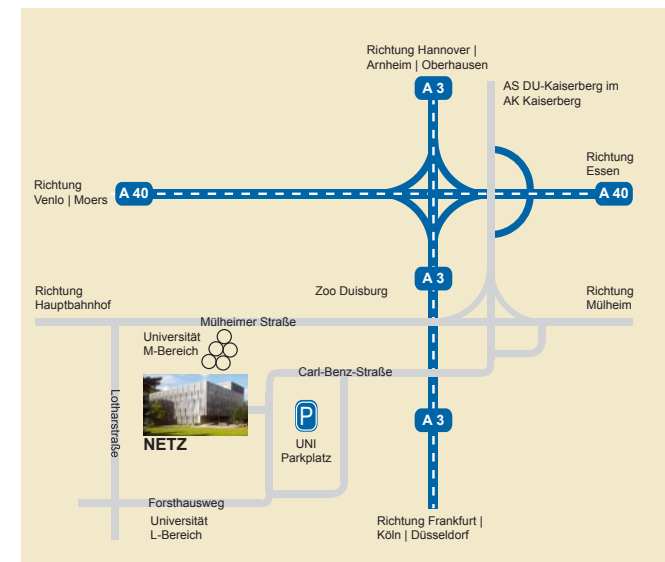 Richtung Hannover |
Arnheim | Oberhausen
A 3
AS DU-Kaiserberg im
AK Kaiserberg
Richtung
Essen
Richtung
Venlo | Moers
A 40
A 40
A 3
Richtung
Hauptbahnhof
Zoo Duisburg
Richtung
Mülheim
Mülheimer Straße
Universität
M-Bereich
Carl-Benz-Straße
Lotharstraße
P
A 3
NETZ
UNI
Parkplatz
Forsthausweg
Universität
L-Bereich
Richtung Frankfurt |
Köln | Düsseldorf